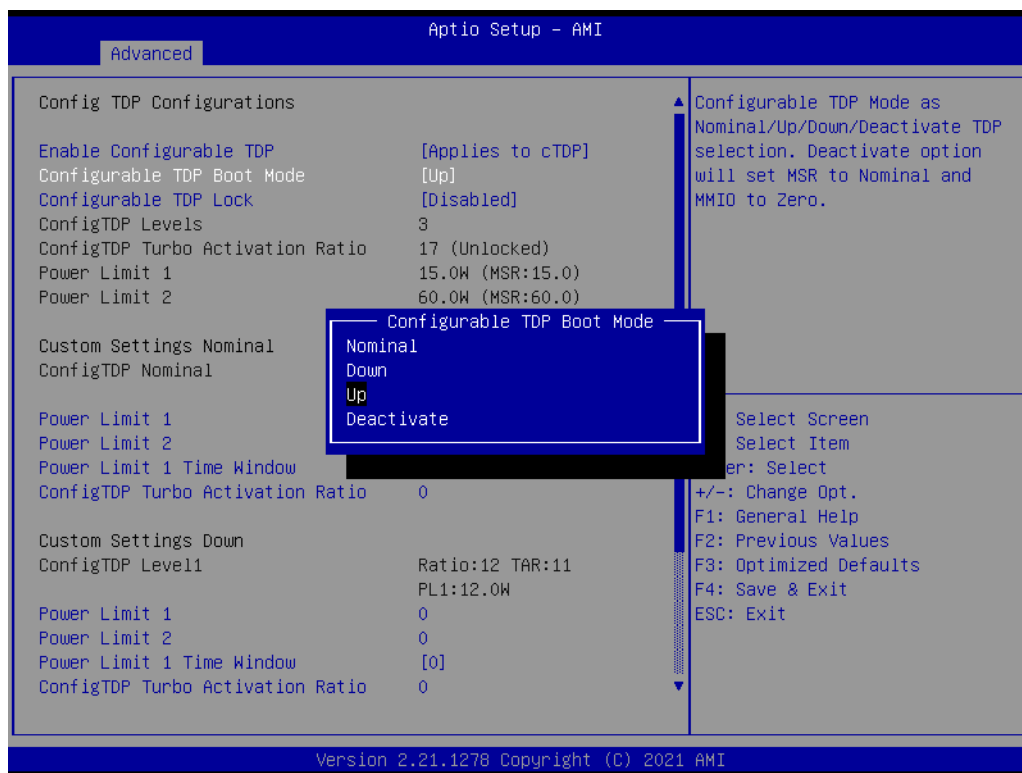 Aptio Setup – AMI
Advanced
Config TDP Configurations
Enable Configurable TDP [Applies to cTDP]
Configurable TDP Boot Mode [Up]
Configurable TDP Lock [Disabled]
ConfigTDP Levels 3
ConfigTDP Turbo Activation Ratio 17 (Unlocked)
Power Limit 1 15.0W (MSR:15.0)
Power Limit 2 60.0W (MSR:60.0)
Custom Settings Nominal
ConfigTDP Nominal
Power Limit 1
Power Limit 2
Power Limit 1 Time Window
ConfigTDP Turbo Activation Ratio 0
Custom Settings Down
ConfigTDP Level1 Ratio:12 TAR:11
PL1:12.0W
Power Limit 1 0
Power Limit 2 0
Power Limit 1 Time Window [0]
ConfigTDP Turbo Activation Ratio 0
Configurable TDP Boot Mode
Nominal
Down
Up
Deactivate
Configurable TDP Mode as
Nominal/Up/Down/Deactivate TDP
selection. Deactivate option
will set MSR to Nominal and
MMIO to Zero.
Select Screen
Select Item
er: Select
+/-: Change Opt.
F1: General Help
F2: Previous Values
F3: Optimized Defaults
F4: Save & Exit
ESC: Exit
Version 2.21.1278 Copyright (C) 2021 AMI